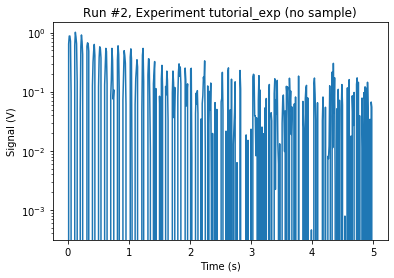 Run #2, Experiment tutorial_exp (no sample)
10⁰
10⁻¹
10⁻²
10⁻³
Signal (V)
0 1 2 3 4 5
Time (s)